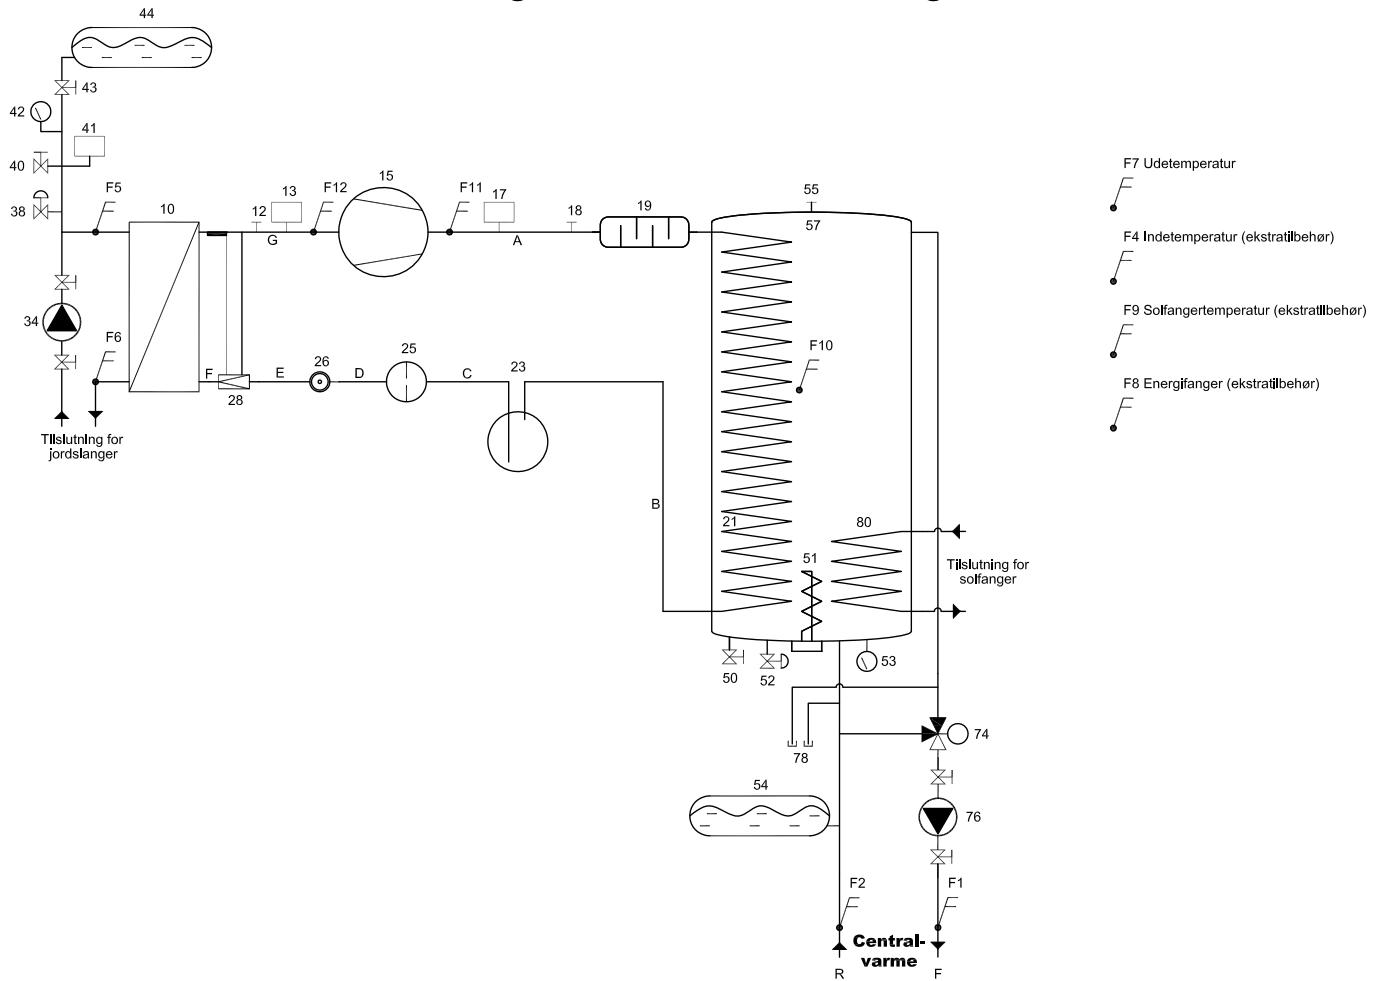 44
43
42
41
40
38
F5
10
12
13
G
F12
15
F11
17
A
18
19
55
57
F7 Udetemperatur
F4 Indetemperatur (ekstratilbehør)
F9 Solfangertemperatur (ekstratilbehør)
F8 Energifanger (ekstratilbehør)
34
F6
F
28
E
26
D
25
C
23
F10
Tilslutning for
jordslanger
B
21
80
51
Tilslutning for
solfanger
50
52
53
74
78
54
76
F2
F1
Central-
varme
R
F